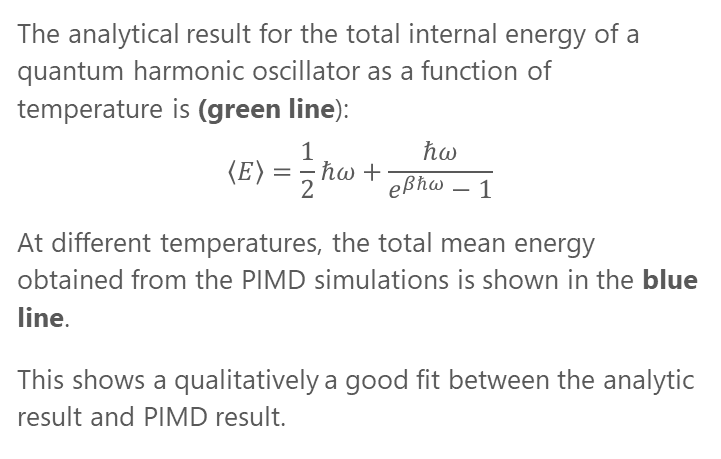 The analytical result for the total internal energy of a
quantum harmonic oscillator as a function of
temperature is (green line):
⟨E⟩ = 1/2 ħω + ħω / (e^{βħω} − 1)
At different temperatures, the total mean energy
obtained from the PIMD simulations is shown in the blue
line.
This shows a qualitatively a good fit between the analytic
result and PIMD result.